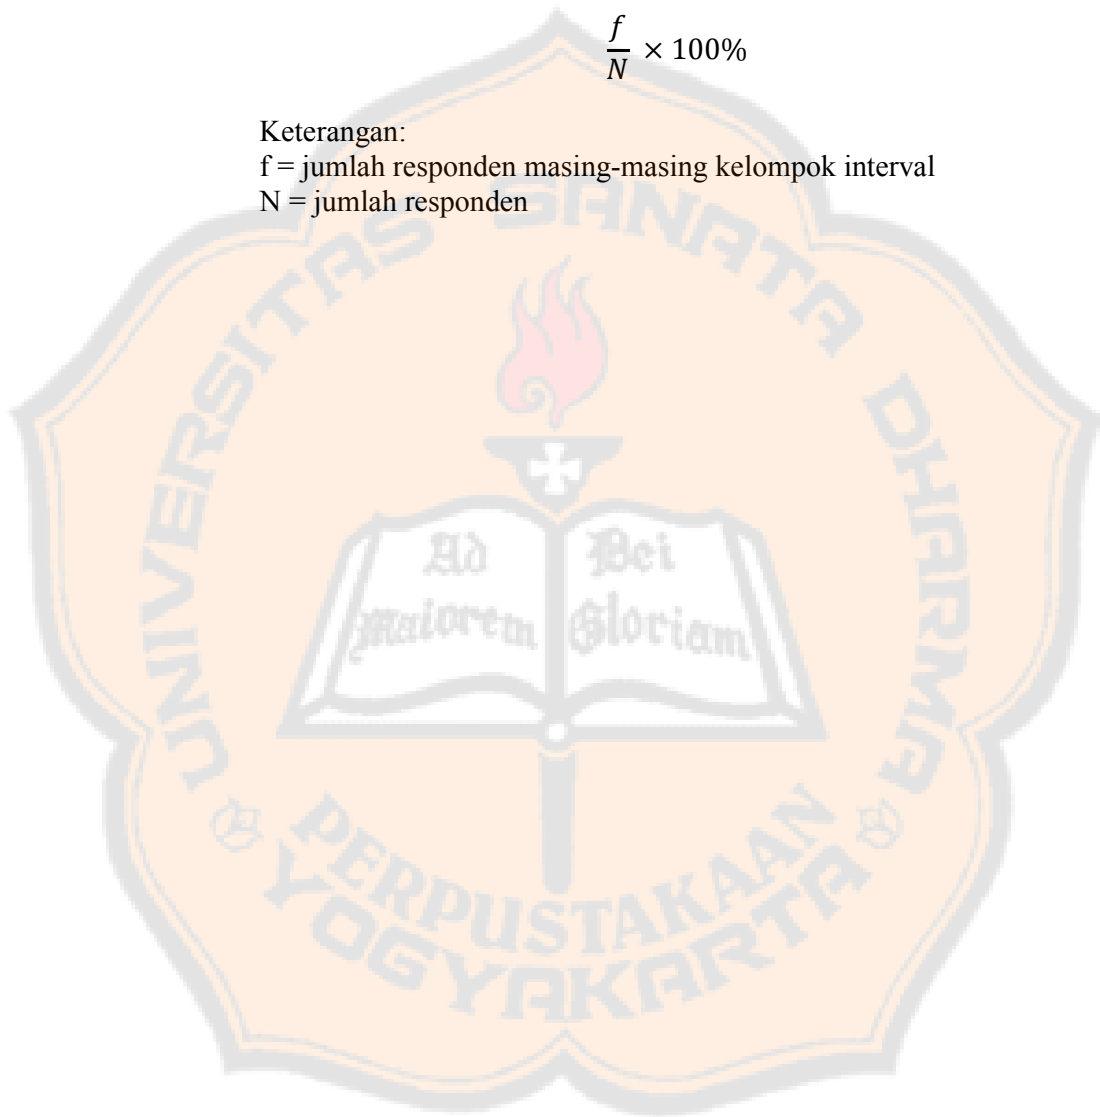 f/N × 100%
Keterangan:
f = jumlah responden masing-masing kelompok interval
N = jumlah responden
UNIVERSITAS SANATA DHARMA
Ad Dei
Maiorem Gloriam
PERPUSTAKAAN
YOGYAKARTA